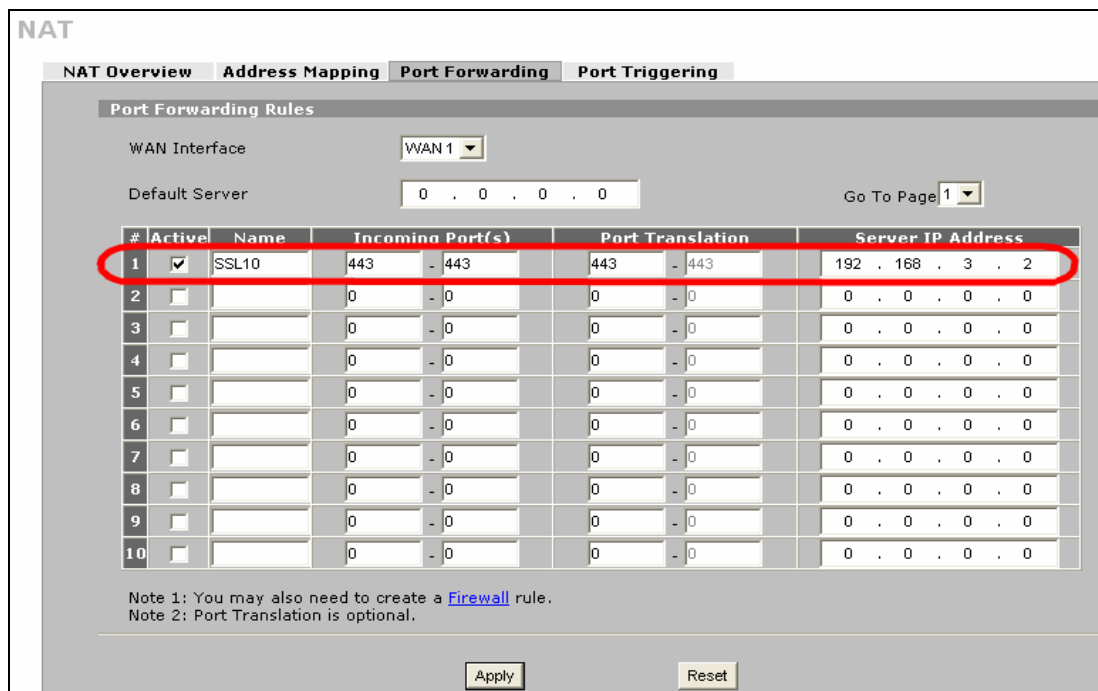 NAT
NAT Overview Address Mapping Port Forwarding Port Triggering
Port Forwarding Rules
WAN Interface WAN 1
Default Server 0 . 0 . 0 . 0 Go To Page 1
# Active Name Incoming Port(s) Port Translation Server IP Address
1 SSL10 443 - 443 443 - 443 192 . 168 . 3 . 2
2 0 - 0 0 - 0 0 . 0 . 0 . 0
3 0 - 0 0 - 0 0 . 0 . 0 . 0
4 0 - 0 0 - 0 0 . 0 . 0 . 0
5 0 - 0 0 - 0 0 . 0 . 0 . 0
6 0 - 0 0 - 0 0 . 0 . 0 . 0
7 0 - 0 0 - 0 0 . 0 . 0 . 0
8 0 - 0 0 - 0 0 . 0 . 0 . 0
9 0 - 0 0 - 0 0 . 0 . 0 . 0
10 0 - 0 0 - 0 0 . 0 . 0 . 0
Note 1: You may also need to create a Firewall rule.
Note 2: Port Translation is optional.
Apply Reset